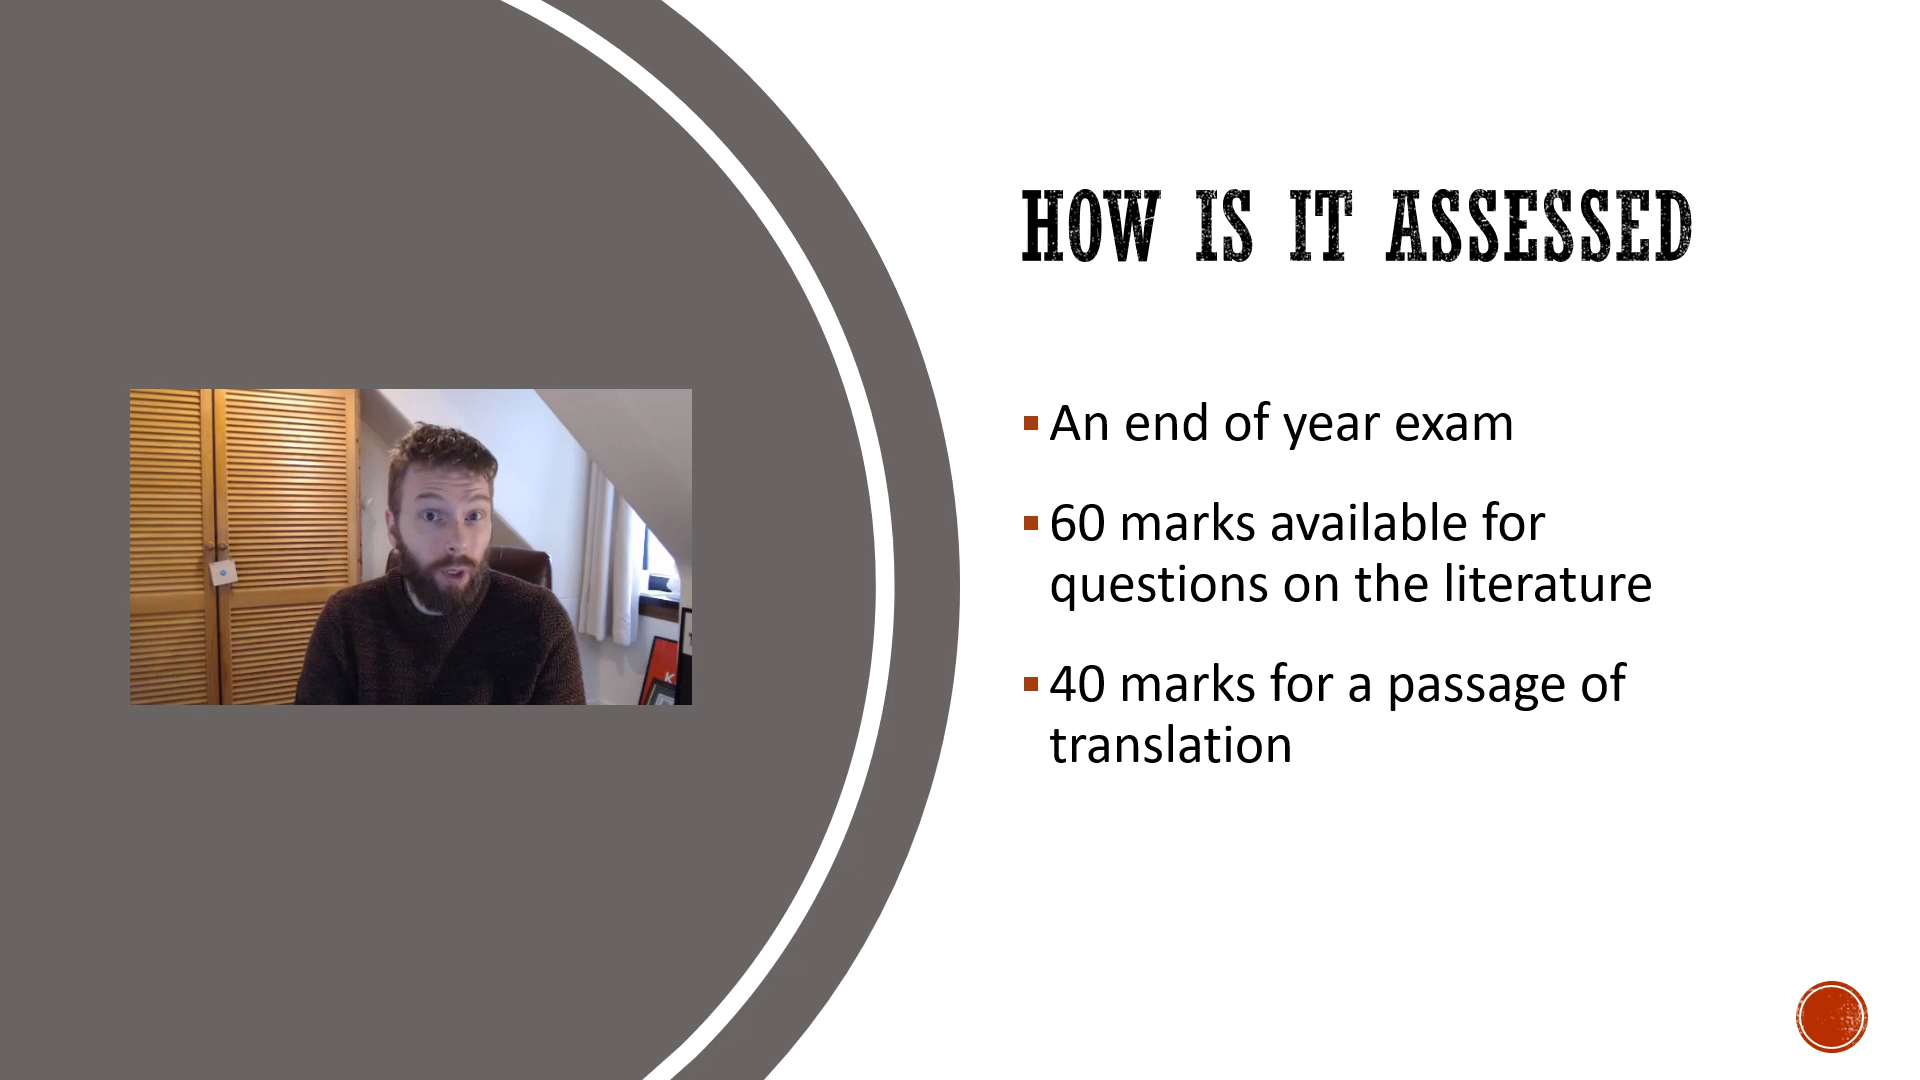 HOW IS IT ASSESSED
An end of year exam
60 marks available for
questions on the literature
40 marks for a passage of
translation
K